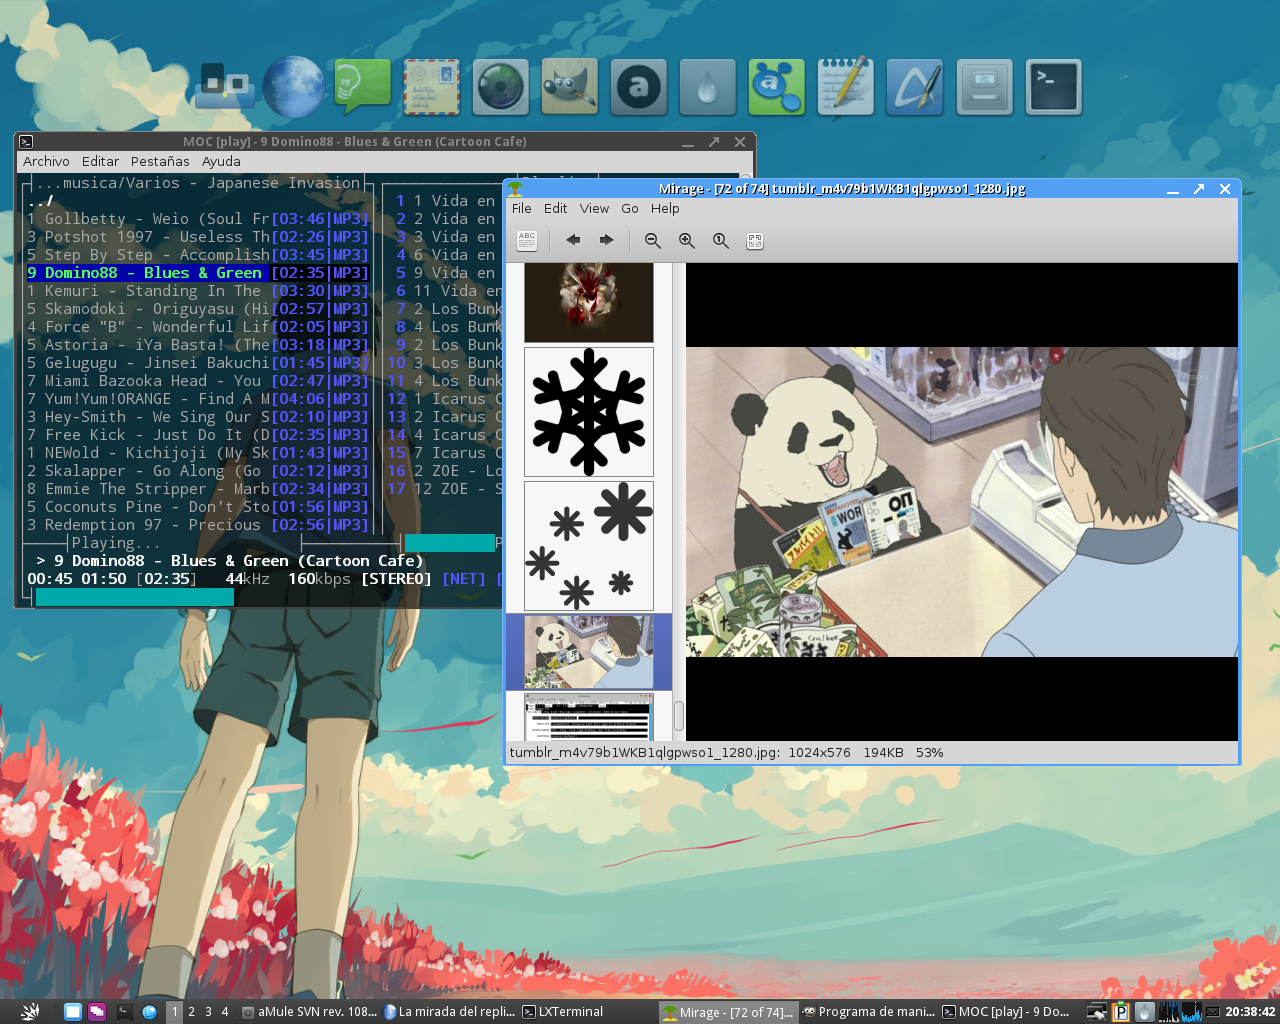 MOC [play] - 9 Domino88 - Blues & Green (Cartoon Cafe)
Archivo Editar Pestañas Ayuda
...musica/Varios - Japanese Invasion
../
1 Gollbetty - Weio (Soul Fr[03:46|MP3]
3 Potshot 1997 - Useless Th[02:26|MP3]
5 Step By Step - Accomplish[03:45|MP3]
9 Domino88 - Blues & Green [02:35|MP3]
1 Kemuri - Standing In The [03:30|MP3]
5 Skamodoki - Origuyasu (Hi[02:57|MP3]
4 Force "B" - Wonderful Lif[02:05|MP3]
5 Astoria - iYa Basta! (The[03:18|MP3]
5 Gelugugu - Jinsei Bakuchi[01:45|MP3]
7 Miami Bazooka Head - You [02:47|MP3]
7 Yum!Yum!ORANGE - Find A M[04:06|MP3]
3 Hey-Smith - We Sing Our S[02:10|MP3]
7 Free Kick - Just Do It (D[02:35|MP3]
1 NEWold - Kichijoji (My Sk[01:43|MP3]
2 Skalapper - Go Along (Go [02:12|MP3]
8 Emmie The Stripper - Marb[02:34|MP3]
5 Coconuts Pine - Don't Sto[01:56|MP3]
3 Redemption 97 - Precious [02:56|MP3]
1 1 Vida en
2 2 Vida en
3 3 Vida en
4 6 Vida en
5 9 Vida en
6 11 Vida en
7 2 Los Bunk
8 4 Los Bunk
9 2 Los Bunk
10 3 Los Bunk
11 4 Los Bunk
12 1 Icarus C
13 2 Icarus C
14 4 Icarus C
15 7 Icarus C
16 2 ZOE - Lo
17 12 ZOE - S
Playing...
> 9 Domino88 - Blues & Green (Cartoon Cafe)
00:45 01:50 [02:35] 44kHz 160kbps [STEREO] [NET] [
Mirage - [72 of 74] tumblr_m4v79b1WKB1qlgpwso1_1280.jpg
File Edit View Go Help
ABC
アルバイト!!
WOR
on
Calbee
tumblr_m4v79b1WKB1qlgpwso1_1280.jpg: 1024x576 194KB 53%
1 2 3 4
aMule SVN rev. 108...
La mirada del repli...
LXTerminal
Mirage - [72 of 74]...
Programa de mani...
MOC [play] - 9 Do...
20:38:42